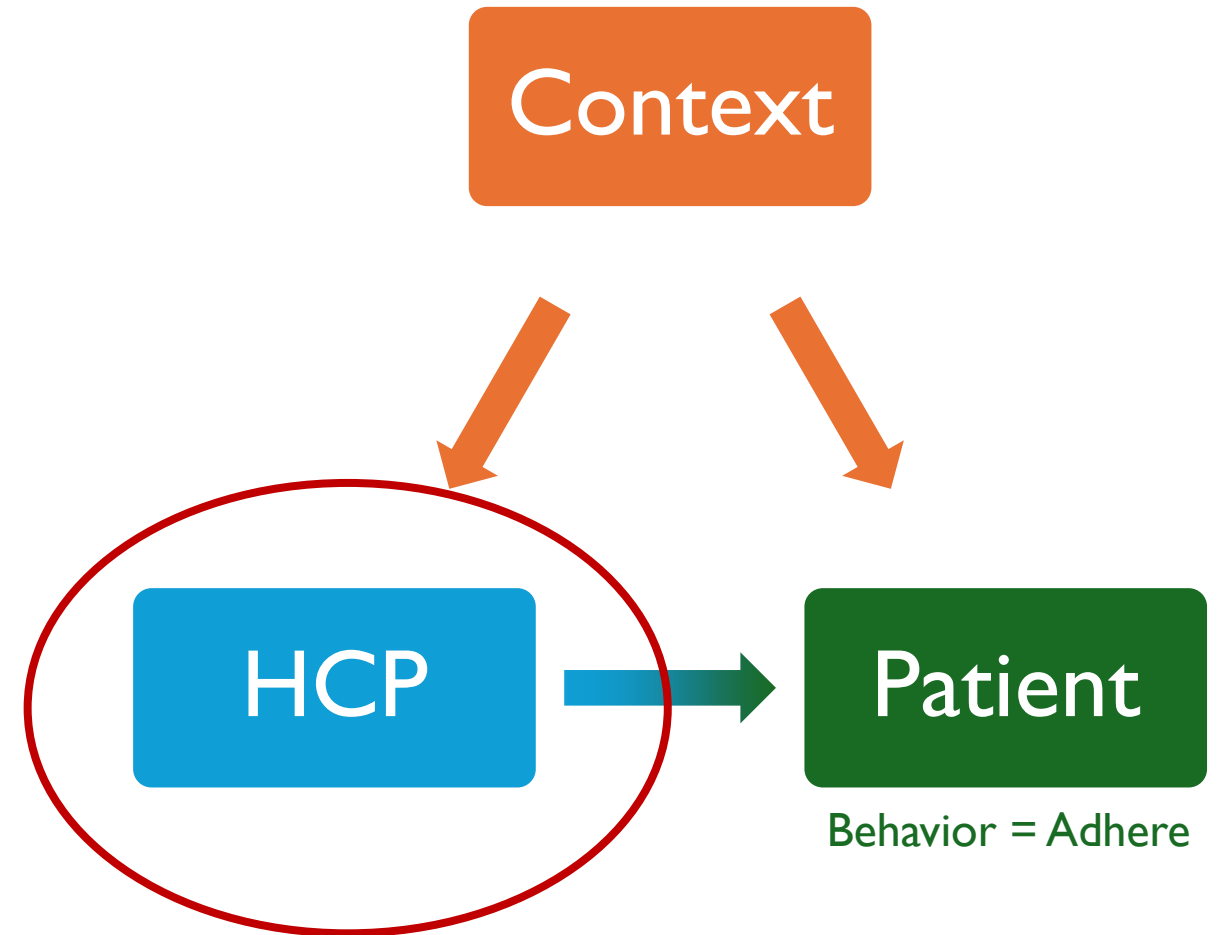 Context
HCP
Patient
Behavior = Adhere